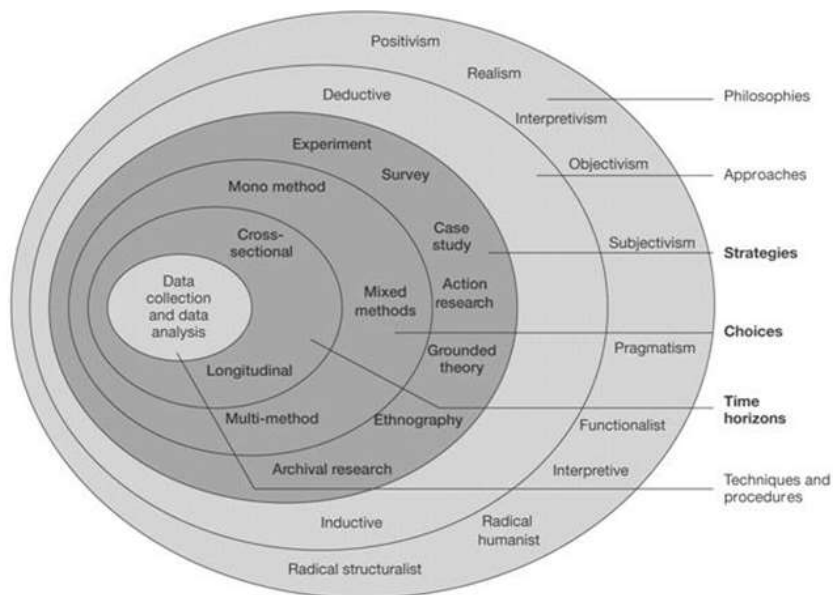 Positivism
Realism
Philosophies
Deductive
Interpretivism
Experiment
Objectivism
Survey
Approaches
Mono method
Case
study
Cross-
sectional
Subjectivism
Strategies
Data
collection
and data
analysis
Mixed
methods
Action
research
Choices
Grounded
theory
Pragmatism
Longitudinal
Time
horizons
Multi-method
Ethnography
Functionalist
Archival research
Interpretive
Techniques and
procedures
Inductive
Radical
humanist
Radical structuralist